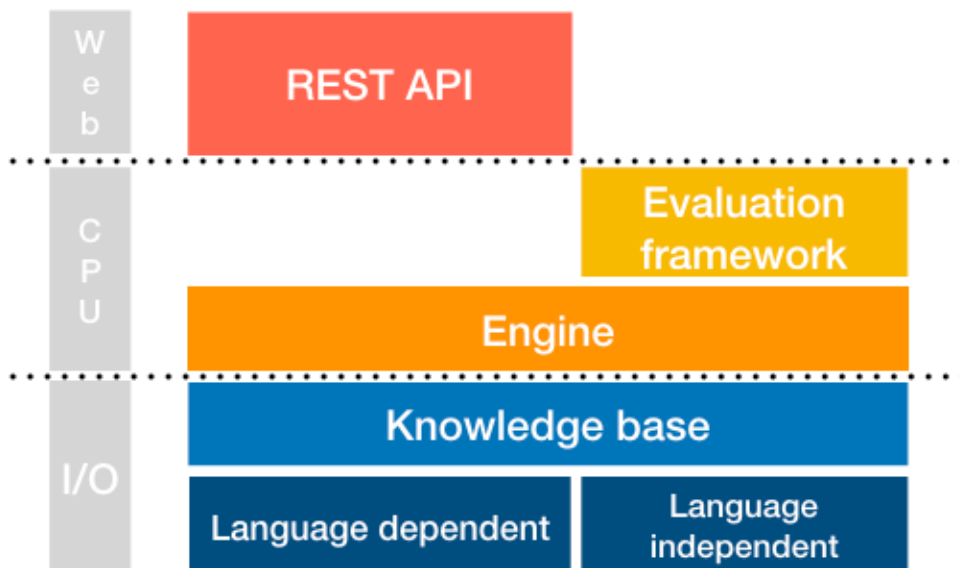 W
e
b
REST API
C
P
U
Evaluation
framework
Engine
I/O
Knowledge base
Language dependent
Language
independent